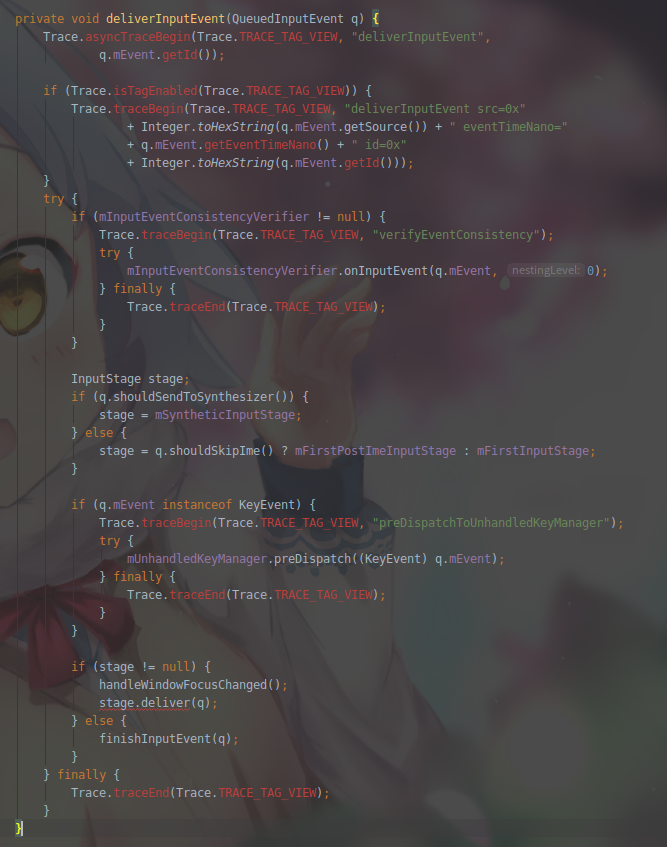 private void deliverInputEvent(QueuedInputEvent q) {
    Trace.asyncTraceBegin(Trace.TRACE_TAG_VIEW, "deliverInputEvent",
            q.mEvent.getId());

    if (Trace.isTagEnabled(Trace.TRACE_TAG_VIEW)) {
        Trace.traceBegin(Trace.TRACE_TAG_VIEW, "deliverInputEvent src=0x"
                + Integer.toHexString(q.mEvent.getSource()) + " eventTimeNano="
                + q.mEvent.getEventTimeNano() + " id=0x"
                + Integer.toHexString(q.mEvent.getId()));
    }
    try {
        if (mInputEventConsistencyVerifier != null) {
            Trace.traceBegin(Trace.TRACE_TAG_VIEW, "verifyEventConsistency");
            try {
                mInputEventConsistencyVerifier.onInputEvent(q.mEvent, nestingLevel: 0);
            } finally {
                Trace.traceEnd(Trace.TRACE_TAG_VIEW);
            }
        }

        InputStage stage;
        if (q.shouldSendToSynthesizer()) {
            stage = mSyntheticInputStage;
        } else {
            stage = q.shouldSkipIme() ? mFirstPostImeInputStage : mFirstInputStage;
        }

        if (q.mEvent instanceof KeyEvent) {
            Trace.traceBegin(Trace.TRACE_TAG_VIEW, "preDispatchToUnhandledKeyManager");
            try {
                mUnhandledKeyManager.preDispatch((KeyEvent) q.mEvent);
            } finally {
                Trace.traceEnd(Trace.TRACE_TAG_VIEW);
            }
        }

        if (stage != null) {
            handleWindowFocusChanged();
            stage.deliver(q);
        } else {
            finishInputEvent(q);
        }
    } finally {
        Trace.traceEnd(Trace.TRACE_TAG_VIEW);
    }
}